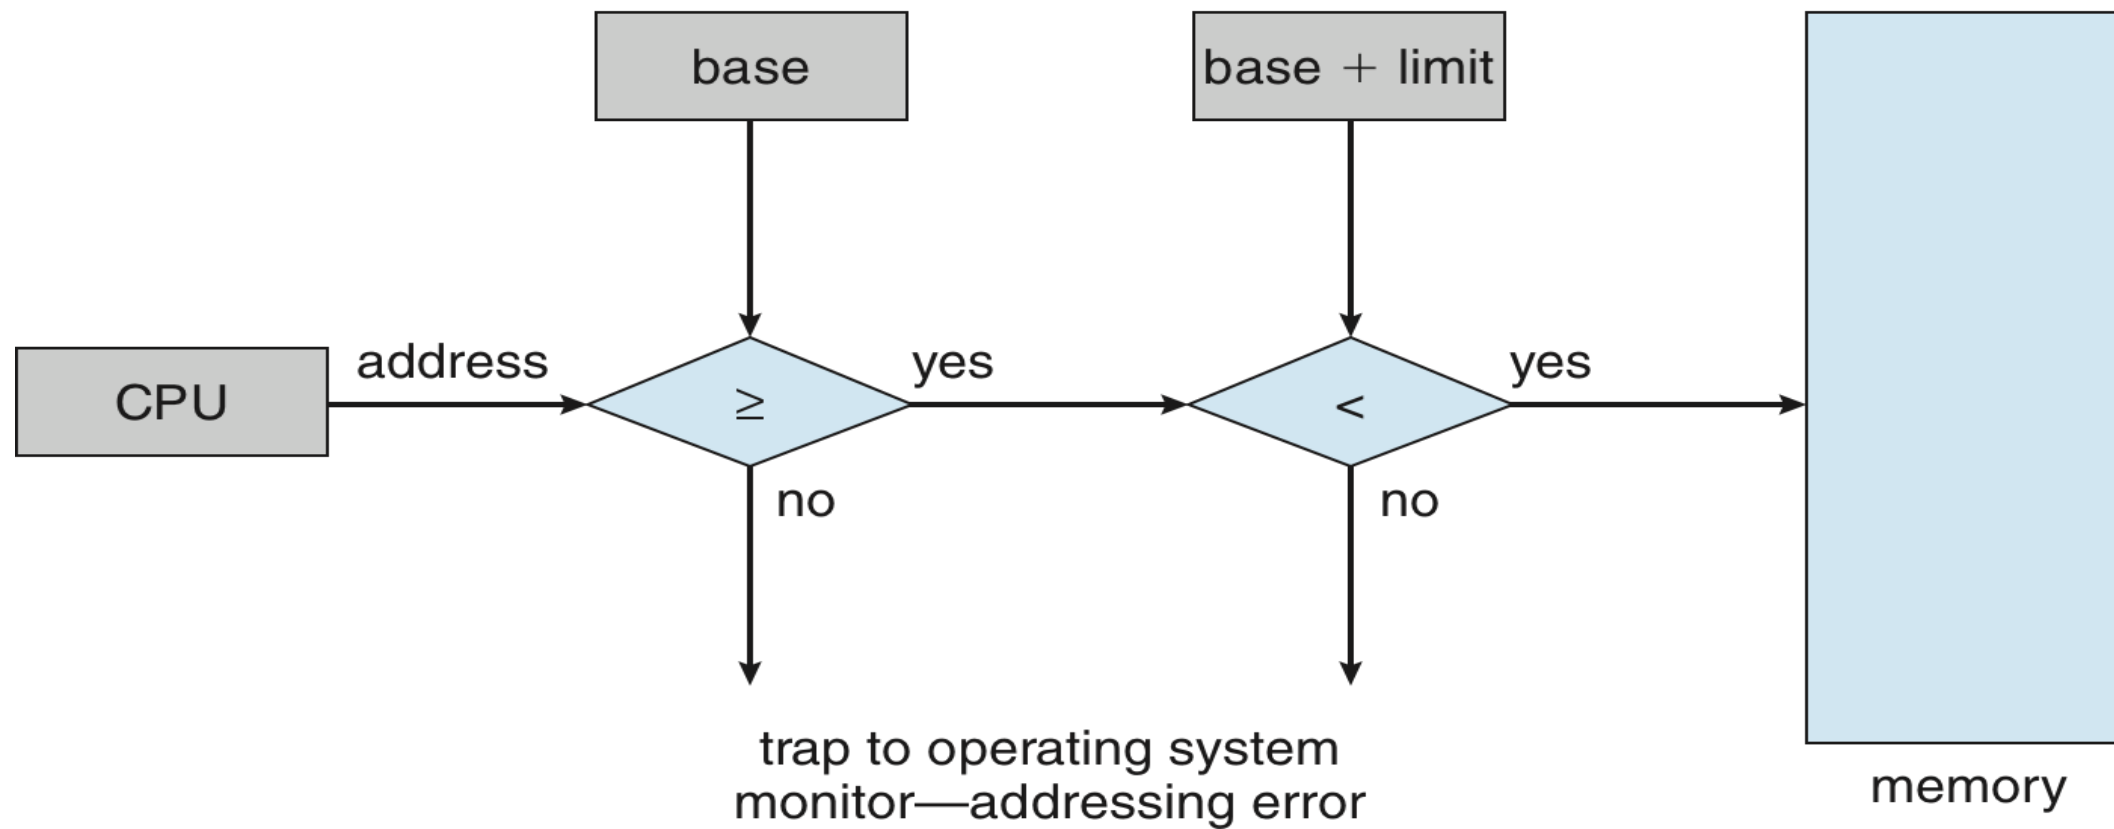 base
base + limit
CPU
address
≥
yes
<
yes
no
no
trap to operating system
monitor—addressing error
memory